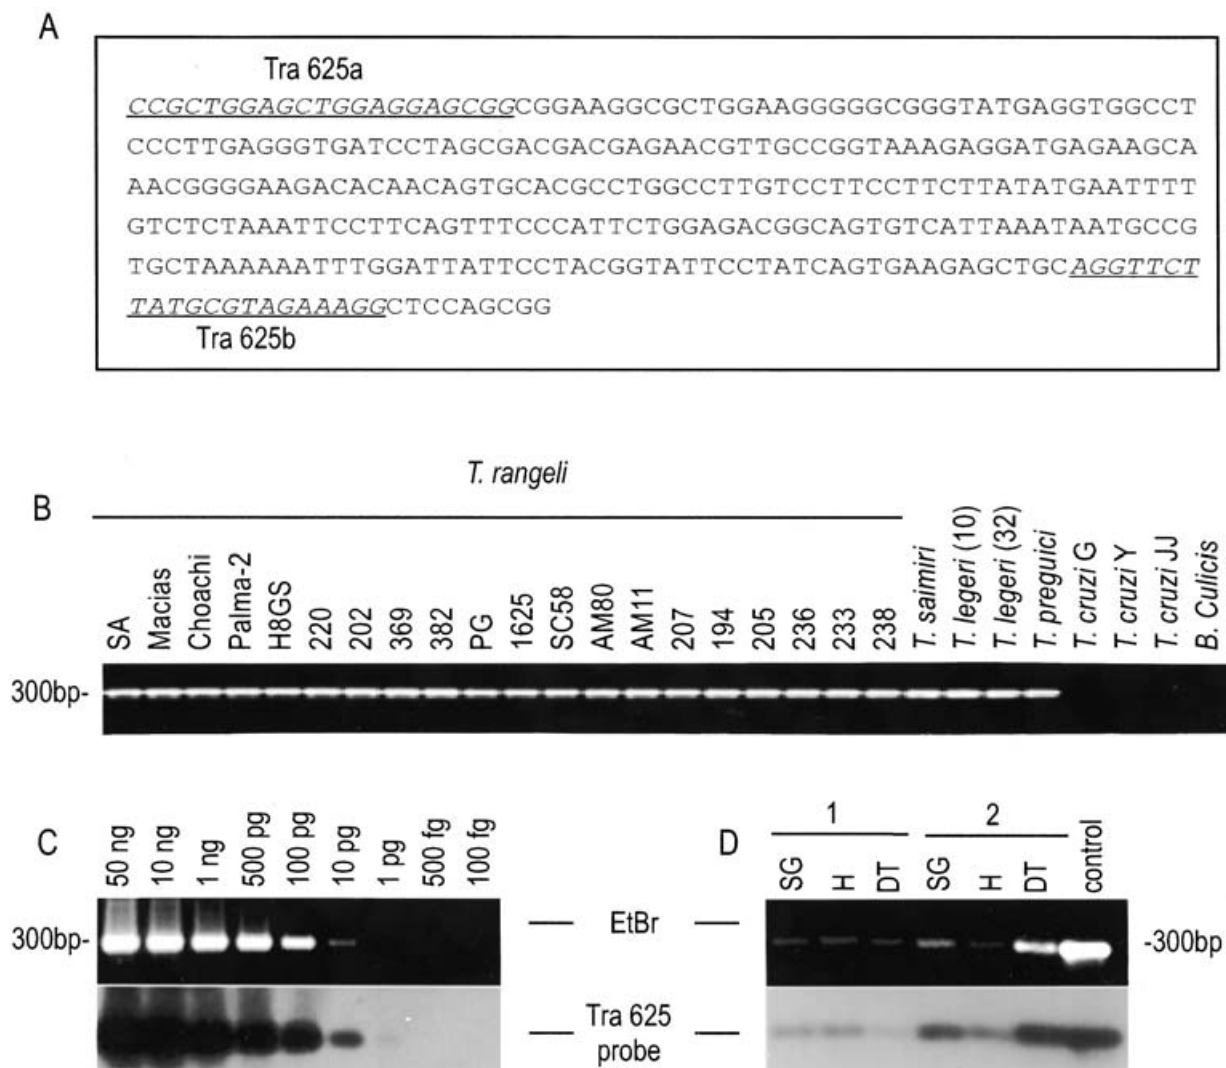 A
Tra 625a
CCGCTGGAGCTGGAGGAGCGGCGGAAGGCGCTGGAAGGGGGCGGGTATGAGGTGGCCT
CCCTTGAGGGTGATCCTAGCGACGACGAGAACGTTGCCGGTAAAGAGGATGAGAAGCA
AACGGGGAAGACACAACAGTGCACGCCTGGCCTTGTCCTTCCTTCTTATATGAATTTT
GTCTCTAAATTCCTTCAGTTTCCCATTCTGGAGACGGCAGTGTCATTAAATAATGCCG
TGCTAAAAAATTTGGATTATTCCTACGGTATTCCTATCAGTGAAGAGCTGCAGGTTCT
TATGCGTAGAAAGGCTCCAGCGG
Tra 625b
B
T. rangeli
SA
Macias
Choachi
Palma-2
H8GS
220
202
369
382
PG
1625
SC58
AM80
AM11
207
194
205
236
233
238
T. saimiri
T. legeri (10)
T. legeri (32)
T. preguici
T. cruzi G
T. cruzi Y
T. cruzi JJ
B. Culicis
300bp-
C
50 ng
10 ng
1 ng
500 pg
100 pg
10 pg
1 pg
500 fg
100 fg
300bp-
EtBr
Tra 625
probe
D
1
2
SG
H
DT
SG
H
DT
control
-300bp